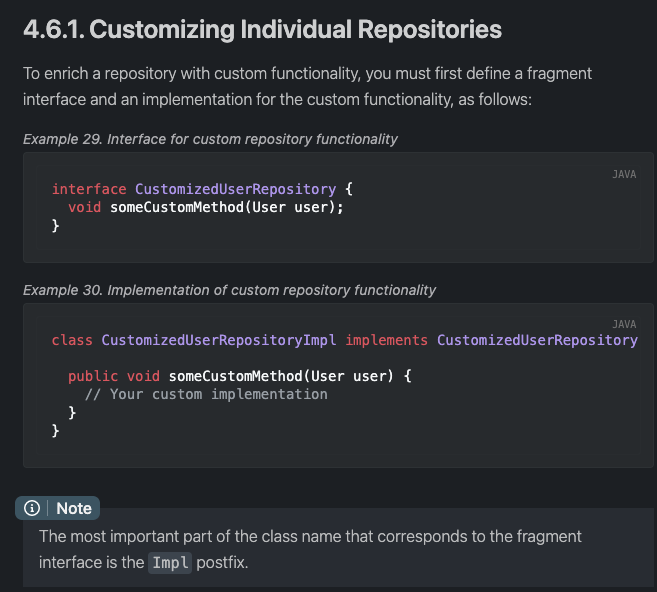 4.6.1. Customizing Individual Repositories
To enrich a repository with custom functionality, you must first define a fragment
interface and an implementation for the custom functionality, as follows:
Example 29. Interface for custom repository functionality
JAVA
interface CustomizedUserRepository {
  void someCustomMethod(User user);
}
Example 30. Implementation of custom repository functionality
JAVA
class CustomizedUserRepositoryImpl implements CustomizedUserRepository
  public void someCustomMethod(User user) {
    // Your custom implementation
  }
}
Note
The most important part of the class name that corresponds to the fragment
interface is the Impl postfix.